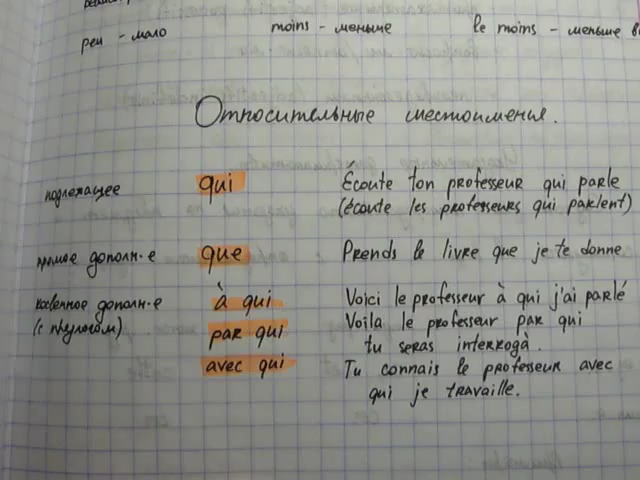 peu - мало moins - меньше le moins - меньше
Относительные местоимения.
подлежащее qui Écoute ton professeur qui parle
(écoute les professeurs qui parlent)
прямое дополн-е que Prends le livre que je te donne.
косвенное дополн-е à qui Voici le professeur à qui j'ai parlé
(с предлогом) par qui Voila le professeur par qui
tu seras interrogà.
avec qui Tu connais le professeur avec
qui je travaille.